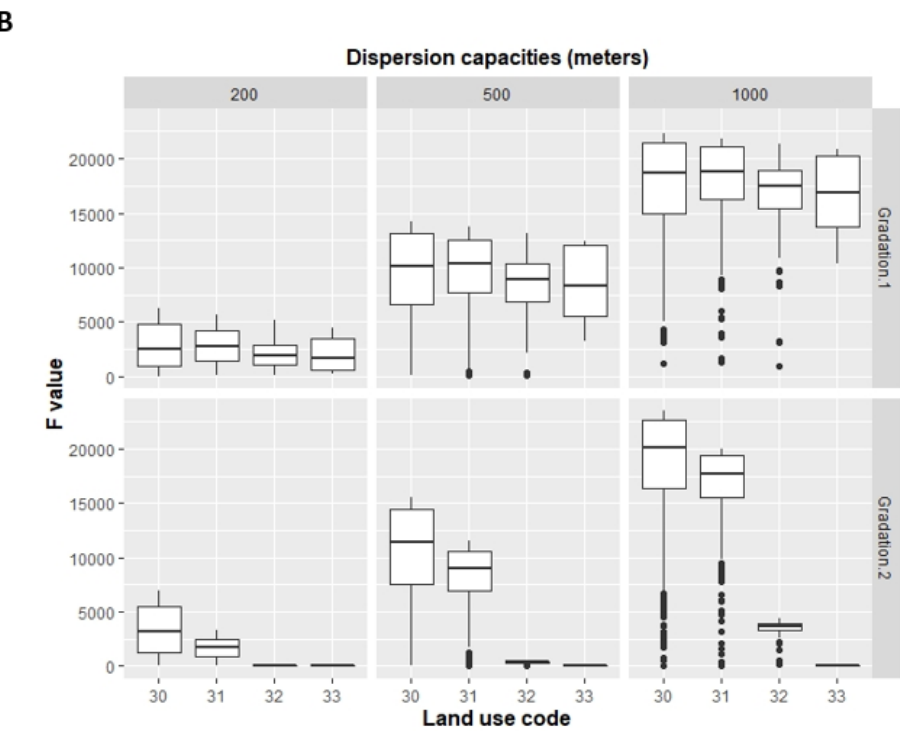 B
Dispersion capacities (meters)
200 500 1000
20000
15000
10000
5000
0
Gradation.1
F value
20000
15000
10000
5000
0
Gradation.2
30 31 32 33 30 31 32 33 30 31 32 33
Land use code